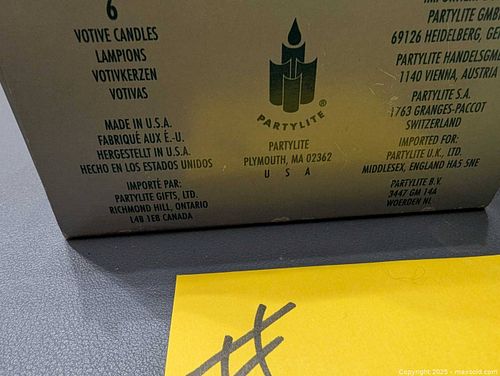 6
VOTIVE CANDLES
LAMPIONS
VOTIVKERZEN
VOTIVAS
MADE IN U.S.A.
FABRIQUÉ AUX É.-U.
HERGESTELLT IN U.S.A.
HECHO EN LOS ESTADOS UNIDOS
IMPORTÉ PAR:
PARTYLITE GIFTS, LTD.
RICHMOND HILL, ONTARIO
L4B 1E8 CANADA
PARTYLITE®
PARTYLITE
PLYMOUTH, MA 02362
U S A
PARTYLITE GMB
69126 HEIDELBERG, GE
PARTYLITE HANDELSGM
1140 VIENNA, AUSTRIA
PARTYLITE S.A.
1763 GRANGES-PACCOT
SWITZERLAND
IMPORTED FOR:
PARTYLITE U.K., LTD.
MIDDLESEX, ENGLAND HA5 5NE
PARTYLITE B.V.
3447 GM 14A
WOERDEN NL
#
Copyright 2025 - maxsold.com